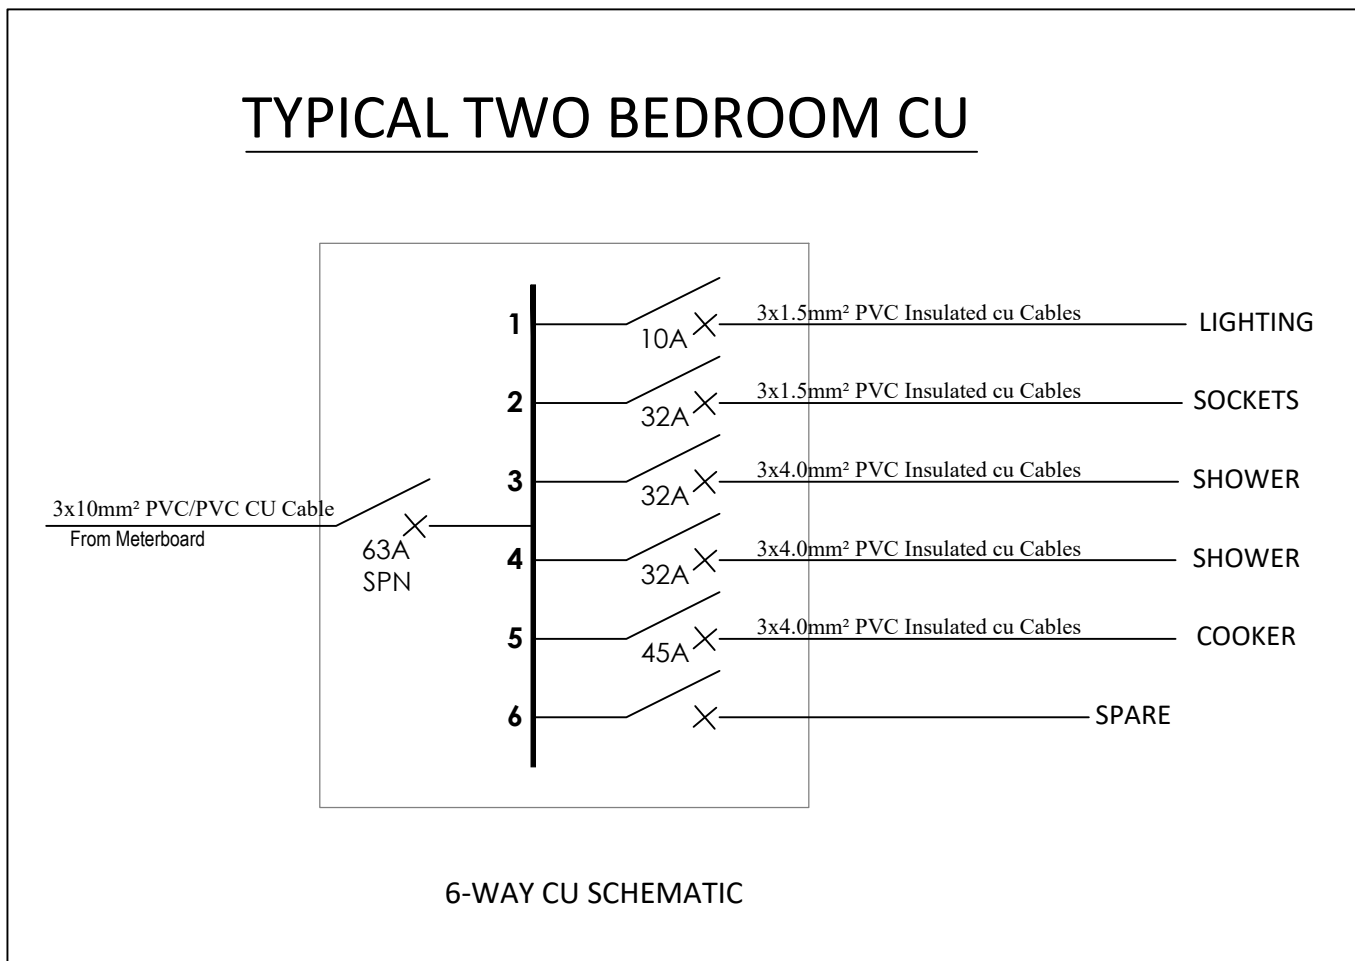 TYPICAL TWO BEDROOM CU
1
10A
3x1.5mm² PVC Insulated cu Cables
LIGHTING
2
32A
3x1.5mm² PVC Insulated cu Cables
SOCKETS
3
32A
3x4.0mm² PVC Insulated cu Cables
SHOWER
3x10mm² PVC/PVC CU Cable
From Meterboard
63A
SPN
4
32A
3x4.0mm² PVC Insulated cu Cables
SHOWER
5
45A
3x4.0mm² PVC Insulated cu Cables
COOKER
6
SPARE
6-WAY CU SCHEMATIC